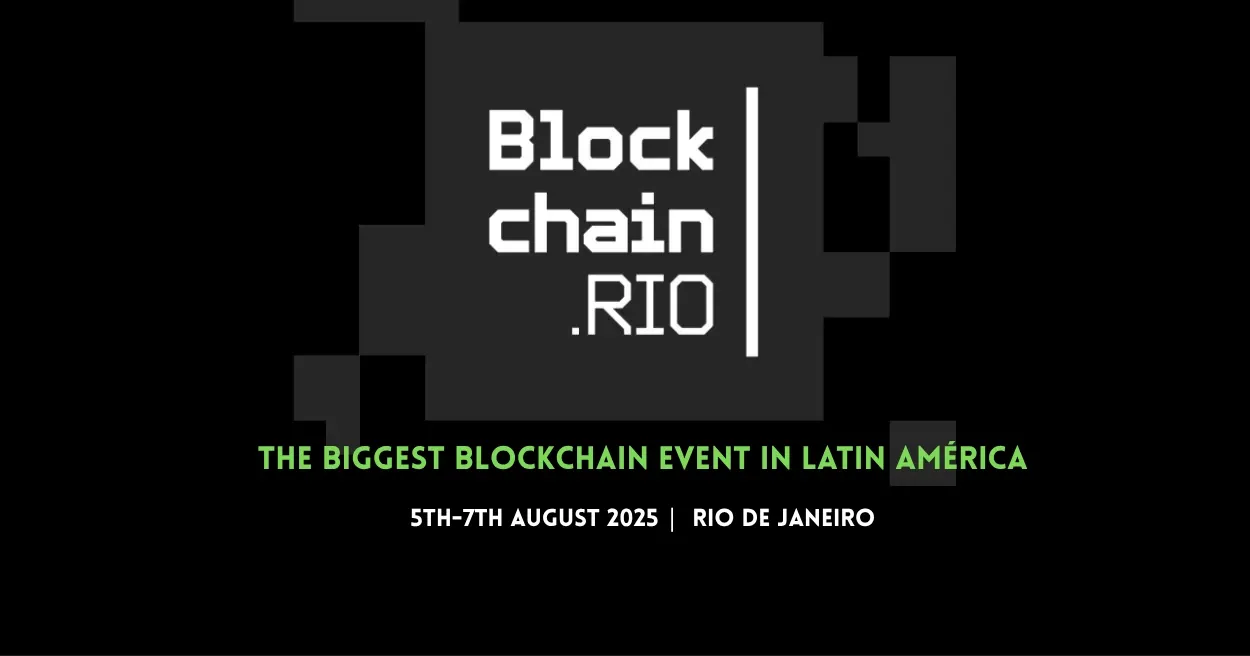 Block
chain
.RIO
THE BIGGEST BLOCKCHAIN EVENT IN LATIN AMÉRICA
5TH-7TH AUGUST 2025 | RIO DE JANEIRO